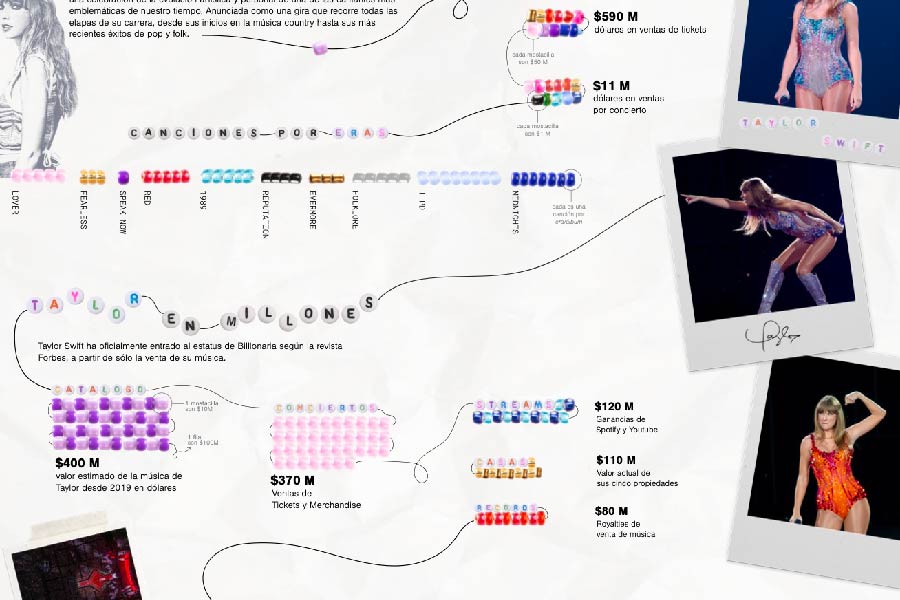 emblemáticas de nuestro tiempo. Anunciada como una gira que recorre todas las
etapas de su carrera, desde sus inicios en la música country hasta sus más
recientes éxitos de pop y folk.
$590 M
dólares en ventas de tickets
cada mostacilla
son $50 M
$11 M
dólares en ventas
por concierto
cada mostacilla
son $1 M
CANCIONES POR ERAS
LOVER
FEARLESS
SPEAK NOW
RED
1989
REPUTATION
EVERMORE
FOLKLORE
MIDNIGHTS
cada es una
canción por
era/álbum
TAYLOR
SWIFT
TAYLOR
EN MILLONES
Taylor Swift ha oficialmente entrado al estatus de Billionaria según la revista
Forbes, a partir de sólo la venta de su música.
CATALOGO
1 mostacilla
son $10M
1 fila
son $100M
$400 M
valor estimado de la música de
Taylor desde 2019 en dólares
CONCIERTOS
$370 M
Ventas de
Tickets y Merchandise
STREAMS
$120 M
Ganancias de
Spotify y Youtube
CASAS
$110 M
Valor actual de
sus cinco propiedades
RECORDS
$80 M
Royalties de
venta de música